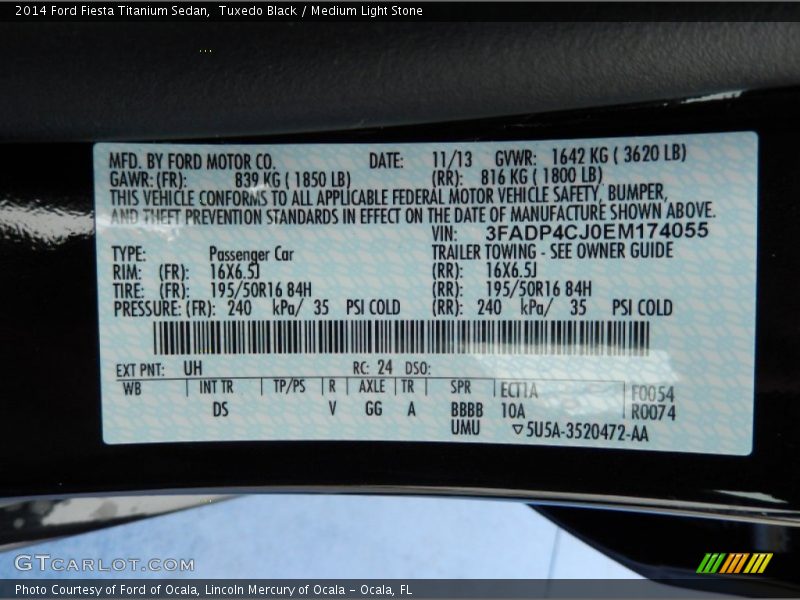 2014 Ford Fiesta Titanium Sedan,  Tuxedo Black / Medium Light Stone
MFD. BY FORD MOTOR CO. DATE: 11/13 GVWR: 1642 KG ( 3620 LB)
GAWR: (FR): 839 KG ( 1850 LB) (RR): 816 KG ( 1800 LB)
THIS VEHICLE CONFORMS TO ALL APPLICABLE FEDERAL MOTOR VEHICLE SAFETY, BUMPER,
AND THEFT PREVENTION STANDARDS IN EFFECT ON THE DATE OF MANUFACTURE SHOWN ABOVE.
VIN: 3FADP4CJ0EM174055
TYPE: Passenger Car TRAILER TOWING - SEE OWNER GUIDE
RIM: (FR): 16X6.5J (RR): 16X6.5J
TIRE: (FR): 195/50R16 84H (RR): 195/50R16 84H
PRESSURE: (FR): 240 kPa/ 35 PSI COLD (RR): 240 kPa/ 35 PSI COLD
EXT PNT: UH RC: 24 DSO:
WB INT TR TP/PS R AXLE TR SPR ECT1A F0054
DS V GG A BBBB 10A R0074
UMU ▽5U5A-3520472-AA
GTCARLOT.COM
Photo Courtesy of Ford of Ocala, Lincoln Mercury of Ocala - Ocala, FL